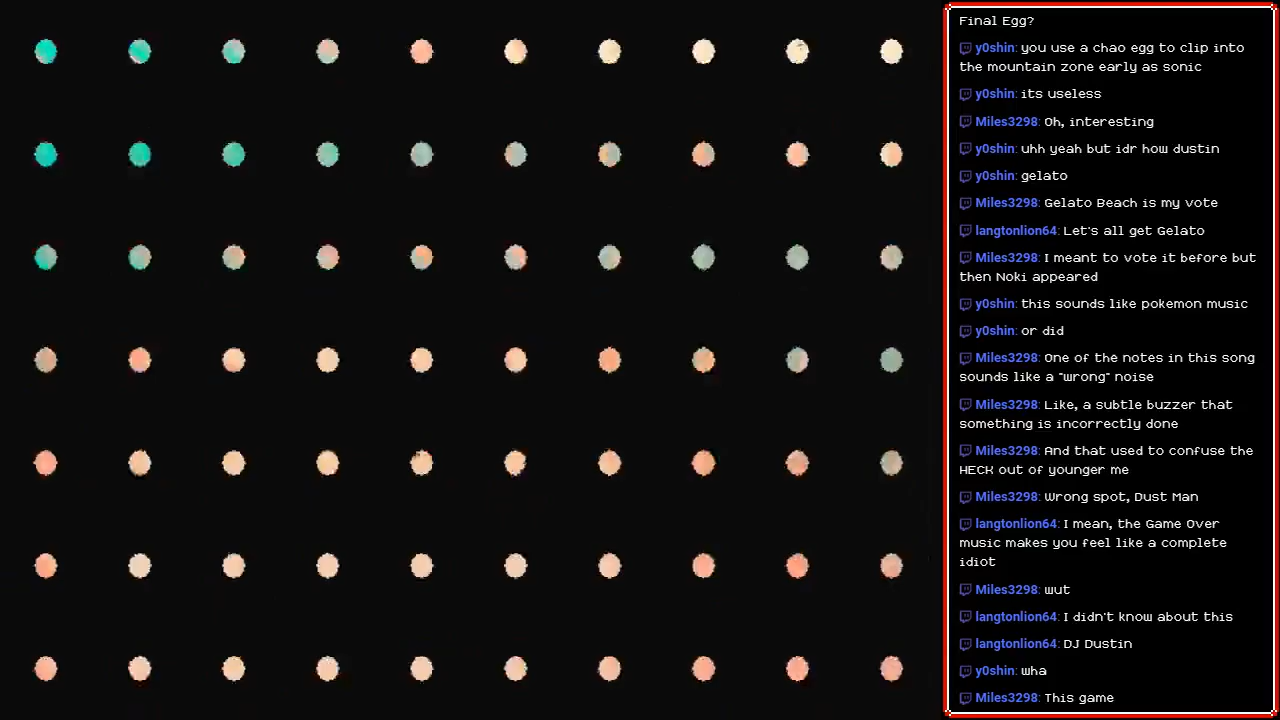 Final Egg?
y0shin: you use a chao egg to clip into
the mountain zone early as sonic
y0shin: its useless
Miles3298: Oh, interesting
y0shin: uhh yeah but idr how dustin
y0shin: gelato
Miles3298: Gelato Beach is my vote
langtonlion64: Let's all get Gelato
Miles3298: I meant to vote it before but
then Noki appeared
y0shin: this sounds like pokemon music
y0shin: or did
Miles3298: One of the notes in this song
sounds like a "wrong" noise
Miles3298: Like, a subtle buzzer that
something is incorrectly done
Miles3298: And that used to confuse the
HECK out of younger me
Miles3298: Wrong spot, Dust Man
langtonlion64: I mean, the Game Over
music makes you feel like a complete
idiot
Miles3298: wut
langtonlion64: I didn't know about this
langtonlion64: DJ Dustin
y0shin: wha
Miles3298: This game